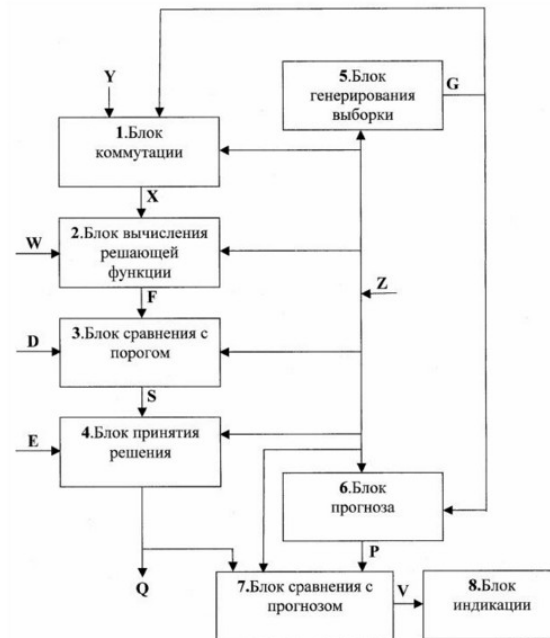 Y
5.Блок
генерирования
выборки
G
1.Блок
коммутации
X
W
2.Блок вычисления
решающей
функции
Z
F
D
3.Блок сравнения с
порогом
S
E
4.Блок принятия
решения
6.Блок
прогноза
P
Q
7.Блок сравнения с
прогнозом
V
8.Блок
индикации